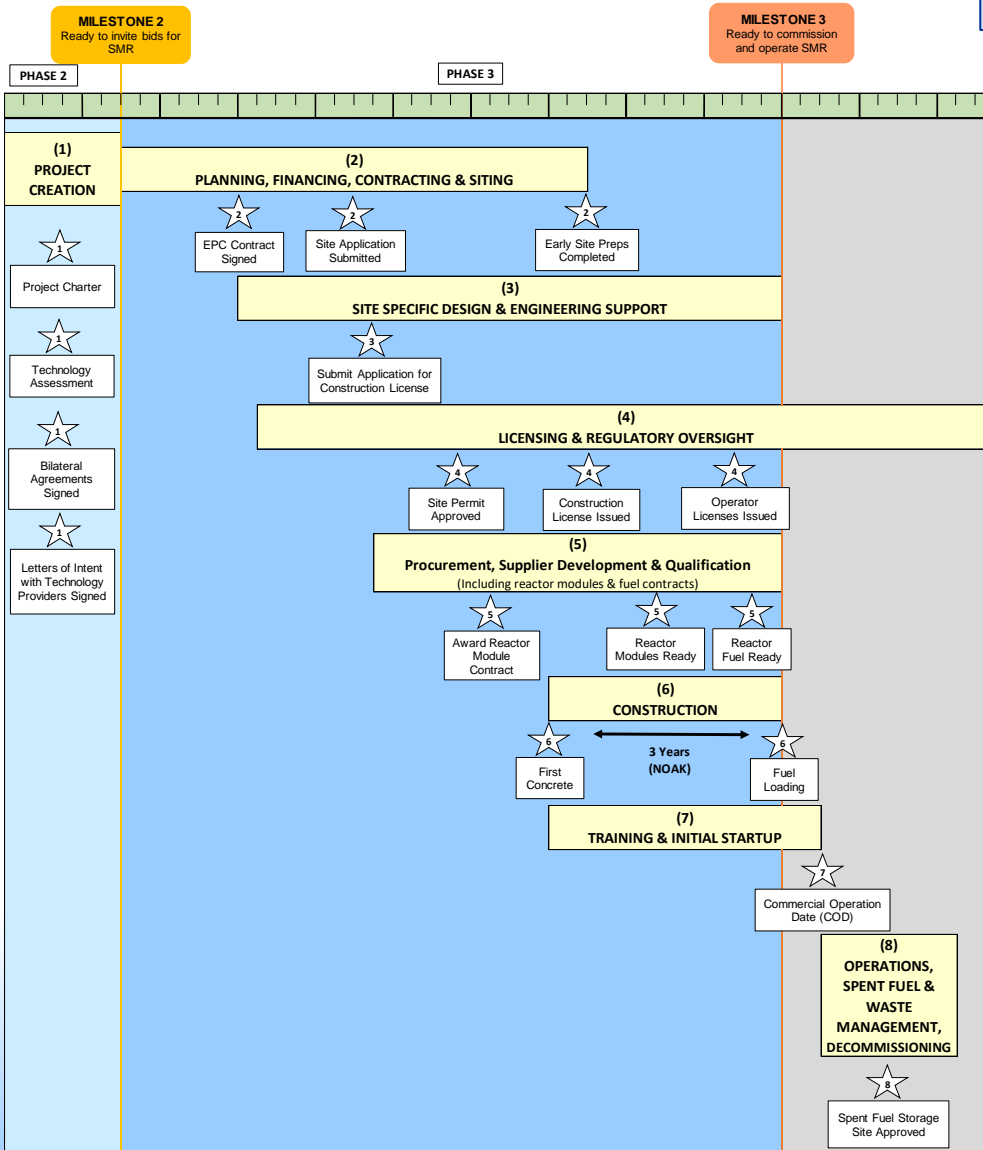 MILESTONE 2
Ready to invite bids for
SMR
MILESTONE 3
Ready to commission
and operate SMR
PHASE 2
PHASE 3
(1)
PROJECT
CREATION
(2)
PLANNING, FINANCING, CONTRACTING & SITING
1
Project Charter
2
EPC Contract
Signed
2
Site Application
Submitted
2
Early Site Preps
Completed
(3)
SITE SPECIFIC DESIGN & ENGINEERING SUPPORT
1
Technology
Assessment
3
Submit Application for
Construction License
(4)
LICENSING & REGULATORY OVERSIGHT
1
Bilateral
Agreements
Signed
4
Site Permit
Approved
4
Construction
License Issued
4
Operator
Licenses Issued
1
Letters of Intent
with Technology
Providers Signed
(5)
Procurement, Supplier Development & Qualification
(Including reactor modules & fuel contracts)
5
Award Reactor
Module
Contract
5
Reactor
Modules Ready
5
Reactor
Fuel Ready
(6)
CONSTRUCTION
6
First
Concrete
3 Years
(NOAK)
6
Fuel
Loading
(7)
TRAINING & INITIAL STARTUP
7
Commercial Operation
Date (COD)
(8)
OPERATIONS,
SPENT FUEL &
WASTE
MANAGEMENT,
DECOMMISSIONING
8
Spent Fuel Storage
Site Approved